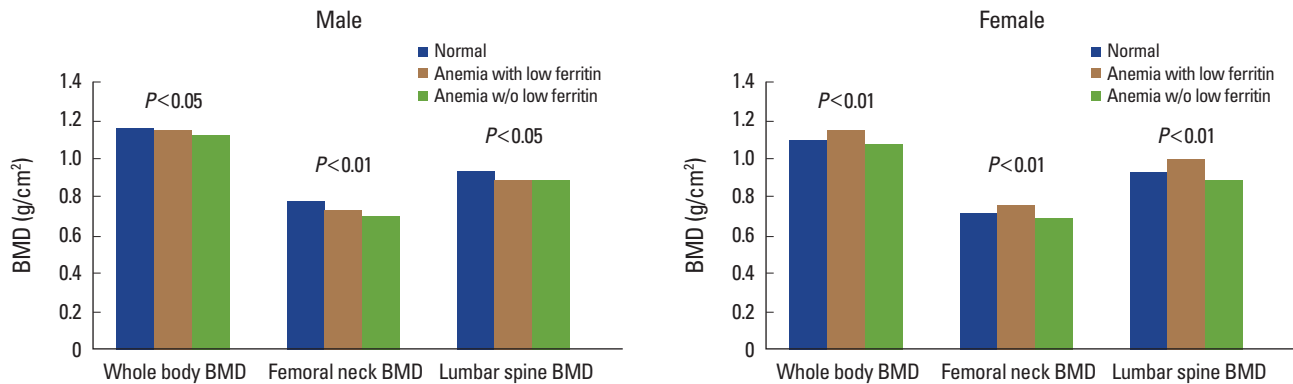 Male
Normal
Anemia with low ferritin
Anemia w/o low ferritin
BMD (g/cm²)
1.4
1.2
1.0
0.8
0.6
0.4
0.2
0
P<0.05
P<0.01
P<0.05
Whole body BMD
Femoral neck BMD
Lumbar spine BMD
Female
Normal
Anemia with low ferritin
Anemia w/o low ferritin
BMD (g/cm²)
1.4
1.2
1.0
0.8
0.6
0.4
0.2
0
P<0.01
P<0.01
P<0.01
Whole body BMD
Femoral neck BMD
Lumbar spine BMD